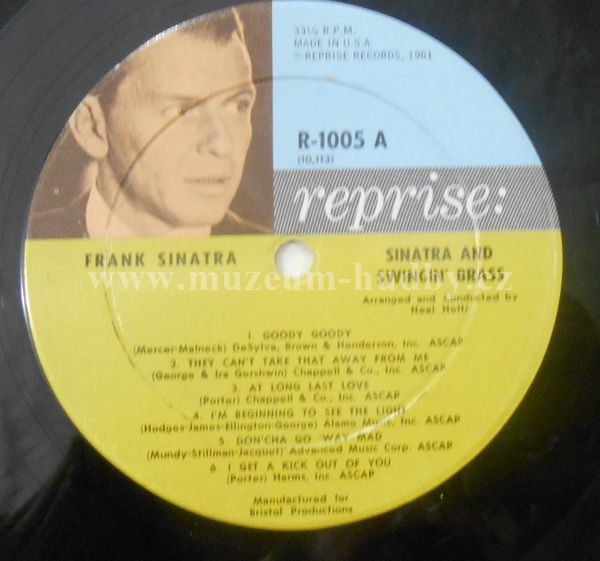 33⅓ R.P.M.
MADE IN U.S.A.
©REPRISE RECORDS, 1961
R-1005 A
(10,113)
reprise:
FRANK SINATRA
SINATRA AND
SWINGIN' BRASS
www.muzeum-hudby.cz
Arranged and Conducted by
Neal Hefti
1. GOODY GOODY
(Mercer-Malneck) DeSylva, Brown & Henderson, Inc. ASCAP
2. THEY CAN'T TAKE THAT AWAY FROM ME
(George & Ira Gershwin) Chappell & Co., Inc. ASCAP
3. AT LONG LAST LOVE
(Porter) Chappell & Co., Inc. ASCAP
4. I'M BEGINNING TO SEE THE LIGHT
(Hodges-James-Ellington-George) Alamo Music, Inc. ASCAP
5. DON'CHA GO 'WAY MAD
(Mundy-Stillman-Jacquet) Advanced Music Corp. ASCAP
6. I GET A KICK OUT OF YOU
(Porter) Harms, Inc. ASCAP
Manufactured for
Bristol Productions